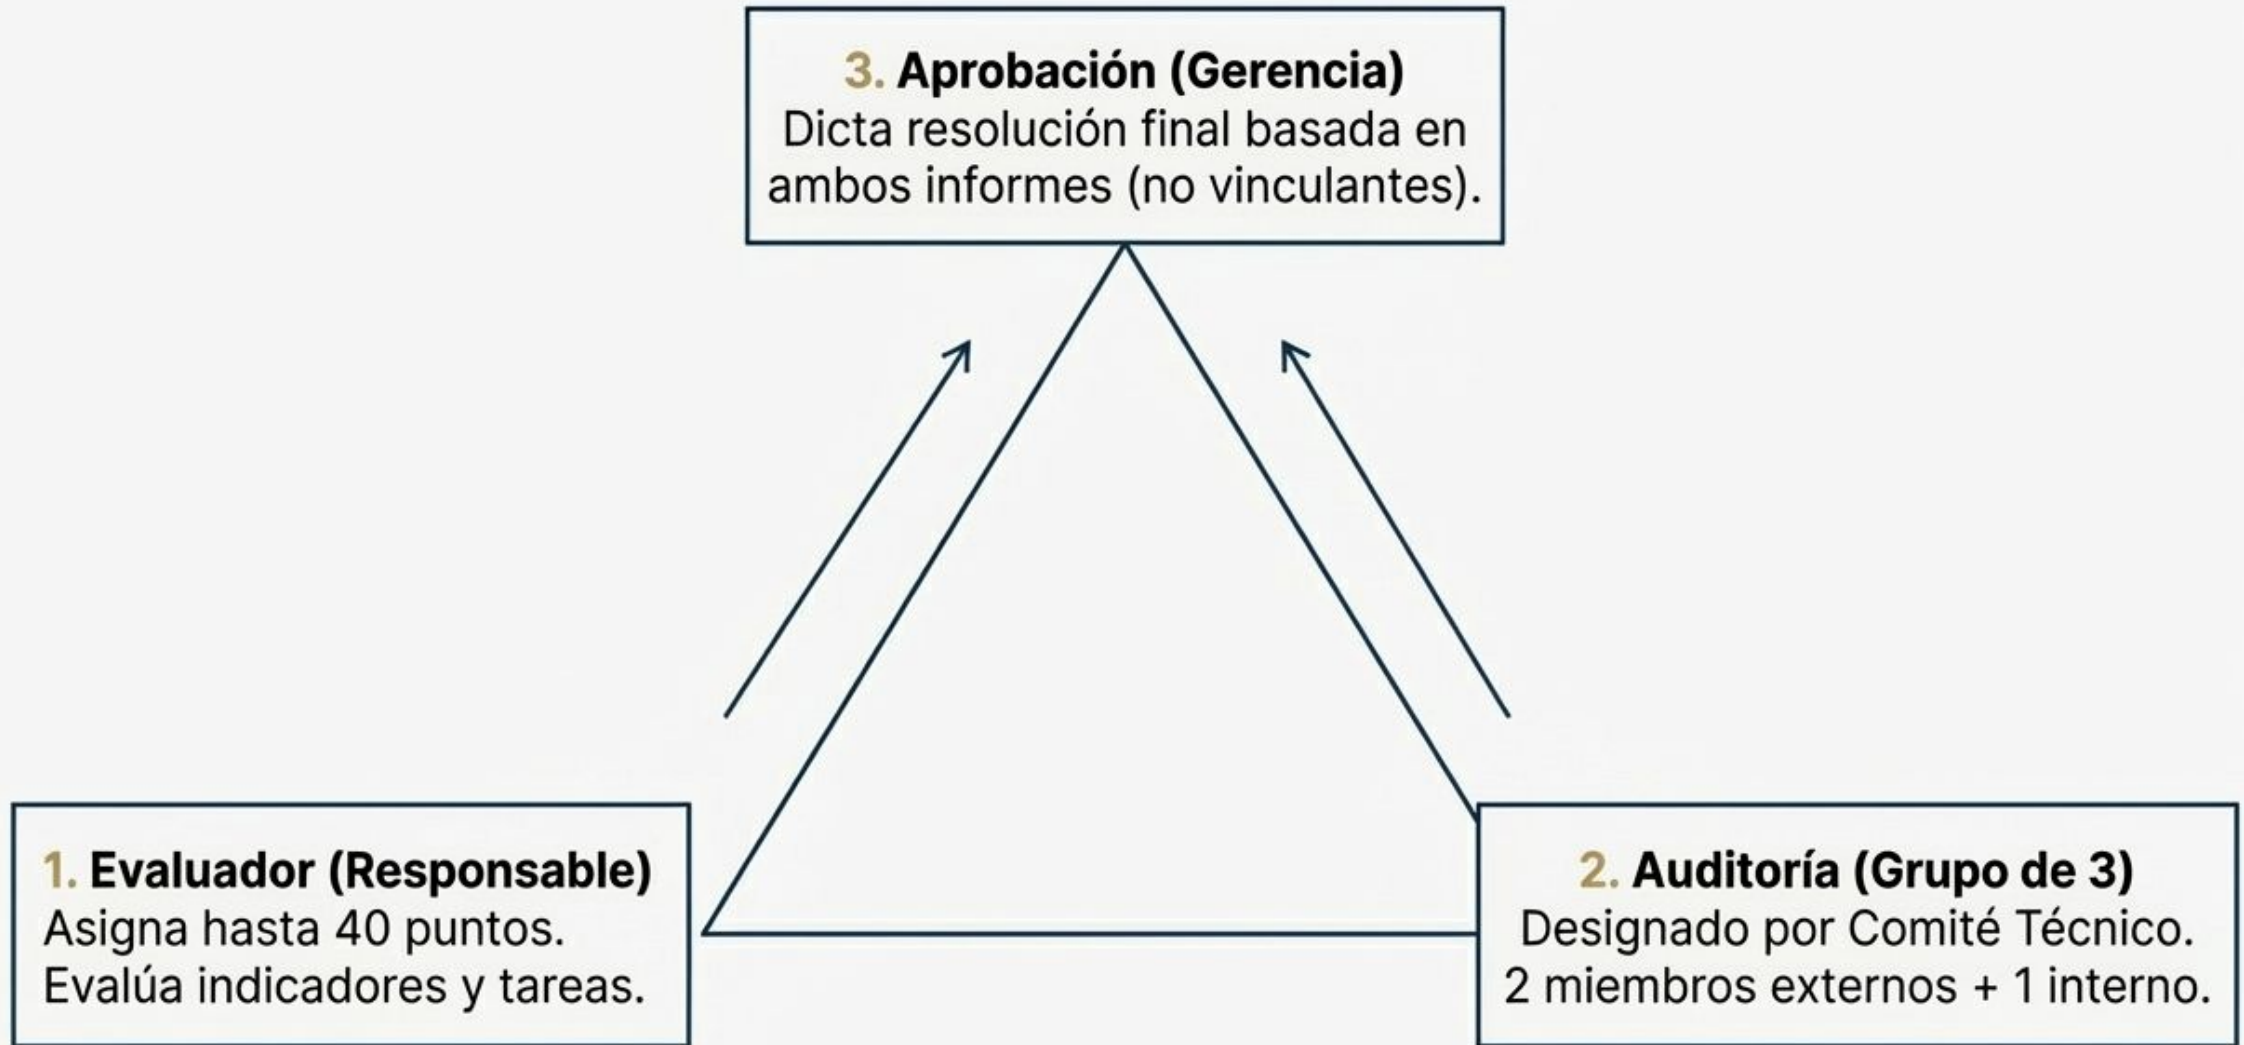 3. Aprobación (Gerencia)
Dicta resolución final basada en
ambos informes (no vinculantes).
1. Evaluador (Responsable)
Asigna hasta 40 puntos.
Evalúa indicadores y tareas.
2. Auditoría (Grupo de 3)
Designado por Comité Técnico.
2 miembros externos + 1 interno.